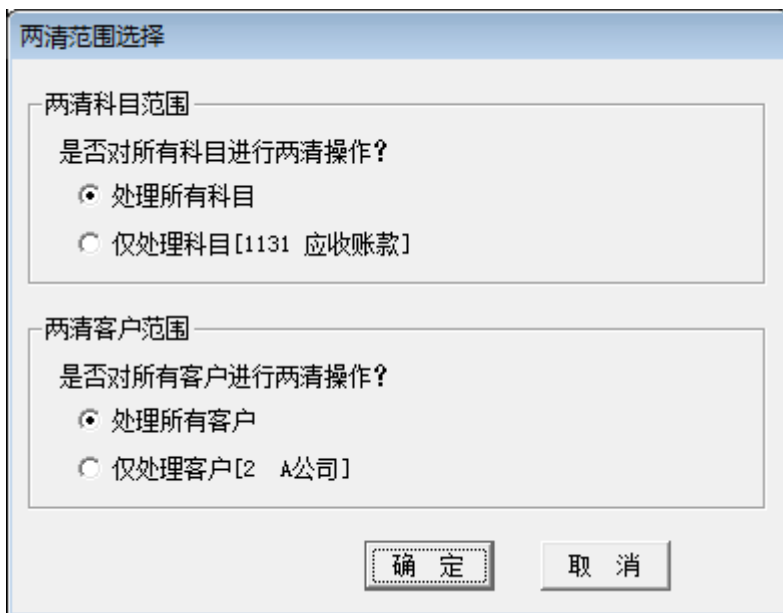 两清范围选择
两清科目范围
是否对所有科目进行两清操作?
处理所有科目
仅处理科目[1131 应收账款]
两清客户范围
是否对所有客户进行两清操作?
处理所有客户
仅处理客户[2  A公司]
确 定 取 消